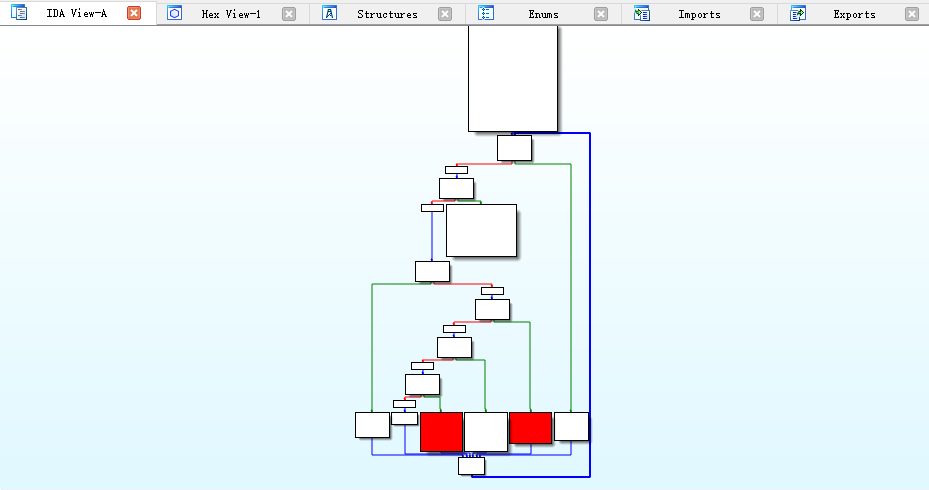 IDA View-A
Hex View-1
Structures
Enums
Imports
Exports